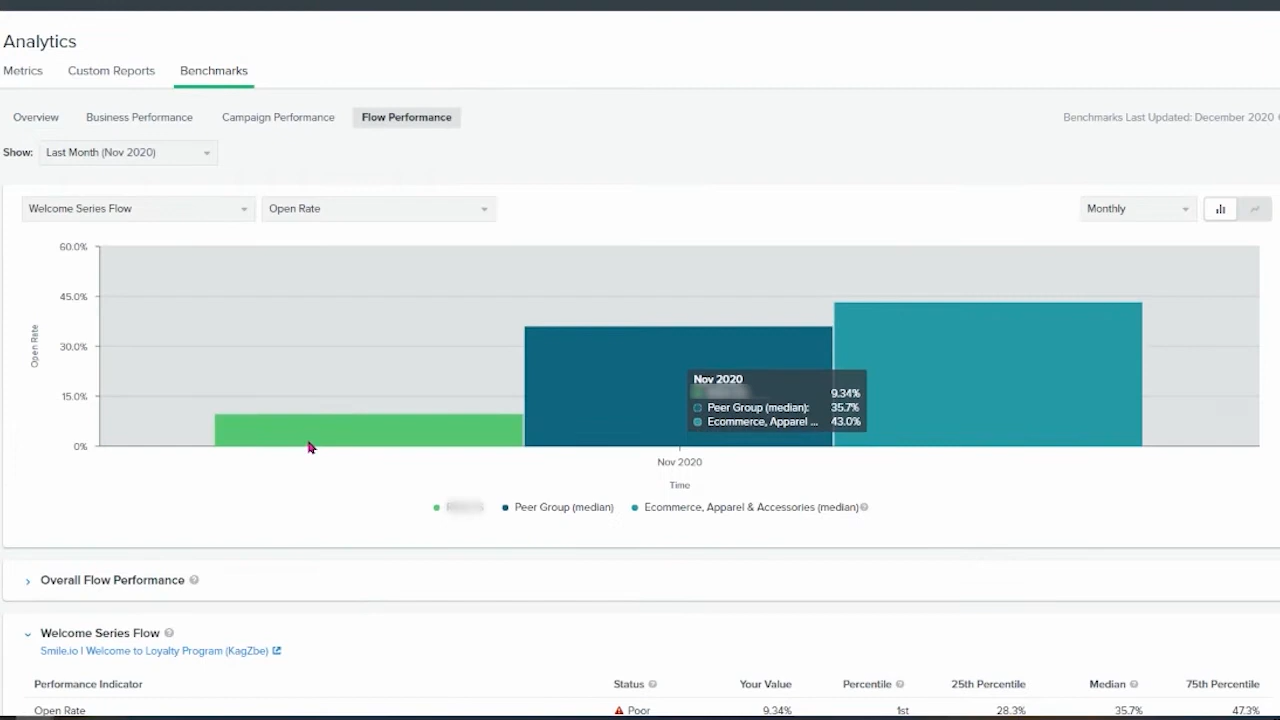 Analytics
Metrics Custom Reports Benchmarks
Overview Business Performance Campaign Performance Flow Performance Benchmarks Last Updated: December 2020
Show: Last Month (Nov 2020)
Welcome Series Flow Open Rate Monthly
60.0%
45.0%
30.0%
15.0%
0%
Open Rate
Nov 2020
9.34%
Peer Group (median): 35.7%
Ecommerce, Apparel ... 43.0%
Nov 2020
Time
Peer Group (median) Ecommerce, Apparel & Accessories (median)
Overall Flow Performance
Welcome Series Flow
Smile.io | Welcome to Loyalty Program (KagZbe)
Performance Indicator Status Your Value Percentile 25th Percentile Median 75th Percentile
Open Rate Poor 9.34% 1st 28.3% 35.7% 47.3%